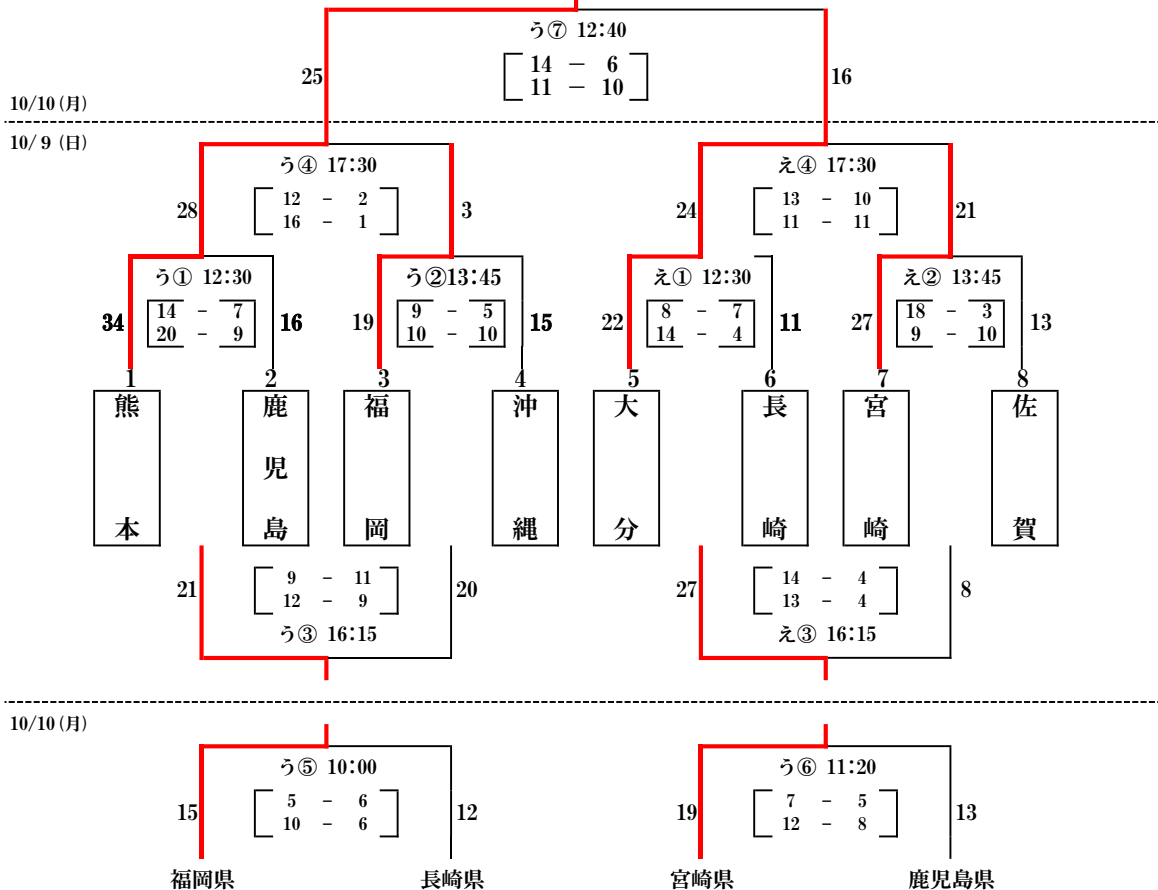 う⑦ 12:40
25 14 － 6 16
11 － 10
10/10 (月)
10/ 9 (日)
う④ 17:30 え④ 17:30
28 12 － 2 3 24 13 － 10 21
16 － 1 11 － 11
う① 12:30 う②13:45 え① 12:30 え② 13:45
34 14 － 7 16 19 9 － 5 15 22 8 － 7 11 27 18 － 3 13
20 － 9 10 － 10 14 － 4 9 － 10
1 2 3 4 5 6 7 8
熊本 鹿児島 福岡 沖縄 大分 長崎 宮崎 佐賀
21 9 － 11 20 27 14 － 4 8
12 － 9 13 － 4
う③ 16:15 え③ 16:15
10/10 (月)
う⑤ 10:00 う⑥ 11:20
15 5 － 6 12 19 7 － 5 13
10 － 6 12 － 8
福岡県 長崎県 宮崎県 鹿児島県